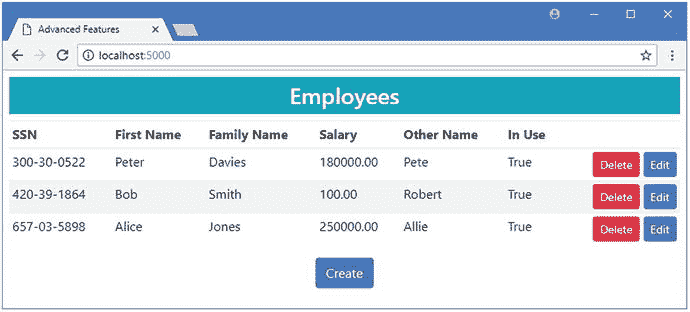 Advanced Features
localhost:5000
Employees
SSN First Name Family Name Salary Other Name In Use
300-30-0522 Peter Davies 180000.00 Pete True Delete Edit
420-39-1864 Bob Smith 100.00 Robert True Delete Edit
657-03-5898 Alice Jones 250000.00 Allie True Delete Edit
Create